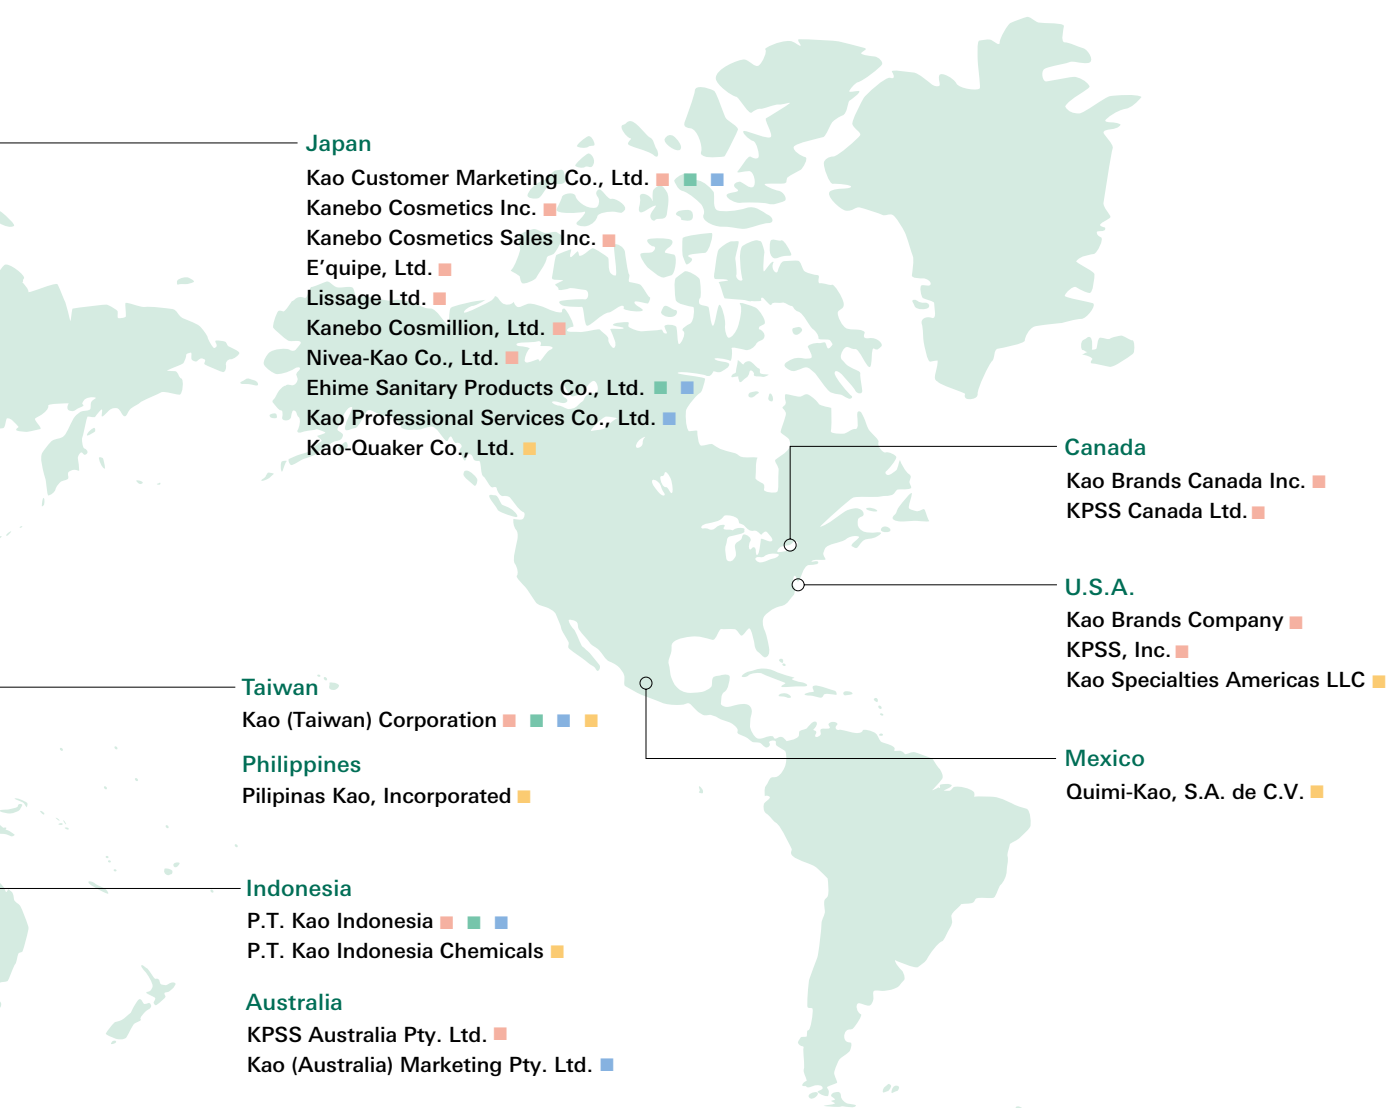 Japan
Kao Customer Marketing Co., Ltd.
Kanebo Cosmetics Inc.
Kanebo Cosmetics Sales Inc.
E’quipe, Ltd.
Lissage Ltd.
Kanebo Cosmillion, Ltd.
Nivea-Kao Co., Ltd.
Ehime Sanitary Products Co., Ltd.
Kao Professional Services Co., Ltd.
Kao-Quaker Co., Ltd.
Canada
Kao Brands Canada Inc.
KPSS Canada Ltd.
U.S.A.
Kao Brands Company
KPSS, Inc.
Kao Specialties Americas LLC
Taiwan
Kao (Taiwan) Corporation
Philippines
Pilipinas Kao, Incorporated
Mexico
Quimi-Kao, S.A. de C.V.
Indonesia
P.T. Kao Indonesia
P.T. Kao Indonesia Chemicals
Australia
KPSS Australia Pty. Ltd.
Kao (Australia) Marketing Pty. Ltd.